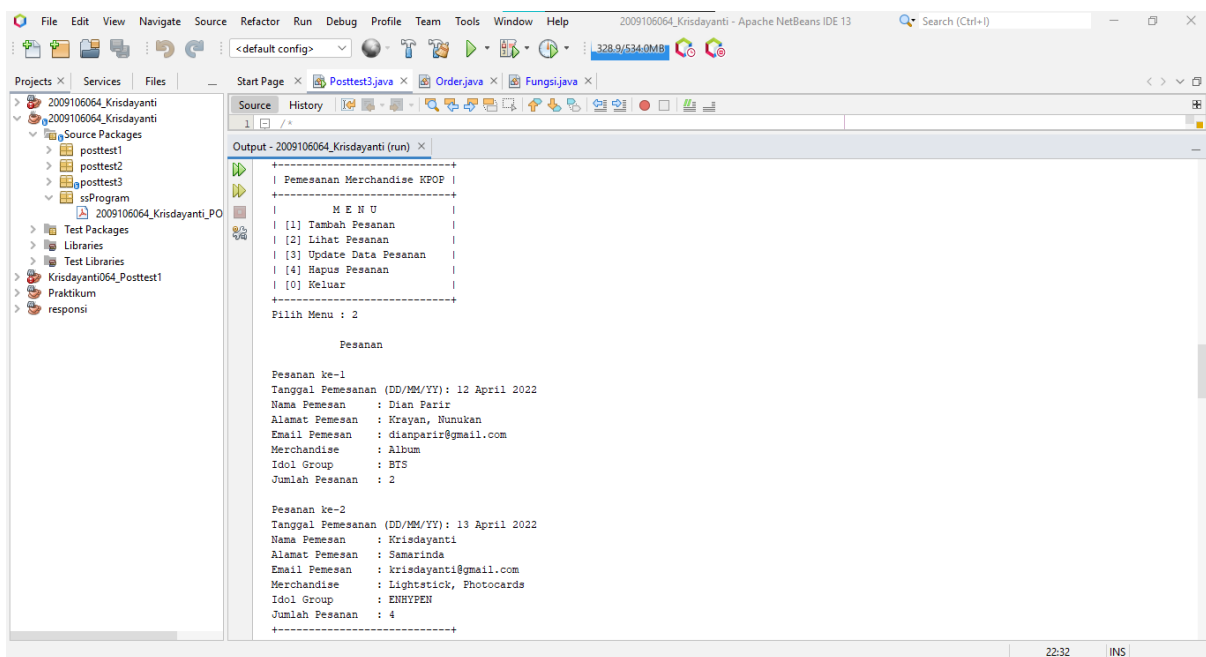 File Edit View Navigate Source Refactor Run Debug Profile Team Tools Window Help 2009106064_Krisdayanti - Apache NetBeans IDE 13 Search (Ctrl+I)
<default config> 328.9/534.0MB
Projects Services Files Start Page Posttest3.java Order.java Fungsi.java
2009106064_Krisdayanti
2009106064_Krisdayanti
Source Packages
posttest1
posttest2
posttest3
ssProgram
2009106064_Krisdayanti_PO
Test Packages
Libraries
Test Libraries
Krisdayanti064_Posttest1
Praktikum
responsi
Source History
1 /*
Output - 2009106064_Krisdayanti (run)
+----------------------------+
| Pemesanan Merchandise KPOP |
+----------------------------+
| M E N U |
| [1] Tambah Pesanan |
| [2] Lihat Pesanan |
| [3] Update Data Pesanan |
| [4] Hapus Pesanan |
| [0] Keluar |
+----------------------------+
Pilih Menu : 2
Pesanan
Pesanan ke-1
Tanggal Pemesanan (DD/MM/YY): 12 April 2022
Nama Pemesan : Dian Parir
Alamat Pemesan : Krayan, Nunukan
Email Pemesan : dianparir@gmail.com
Merchandise : Album
Idol Group : BTS
Jumlah Pesanan : 2
Pesanan ke-2
Tanggal Pemesanan (DD/MM/YY): 13 April 2022
Nama Pemesan : Krisdayanti
Alamat Pemesan : Samarinda
Email Pemesan : krisdayanti@gmail.com
Merchandise : Lightstick, Photocards
Idol Group : ENHYPEN
Jumlah Pesanan : 4
+----------------------------+
22:32 INS